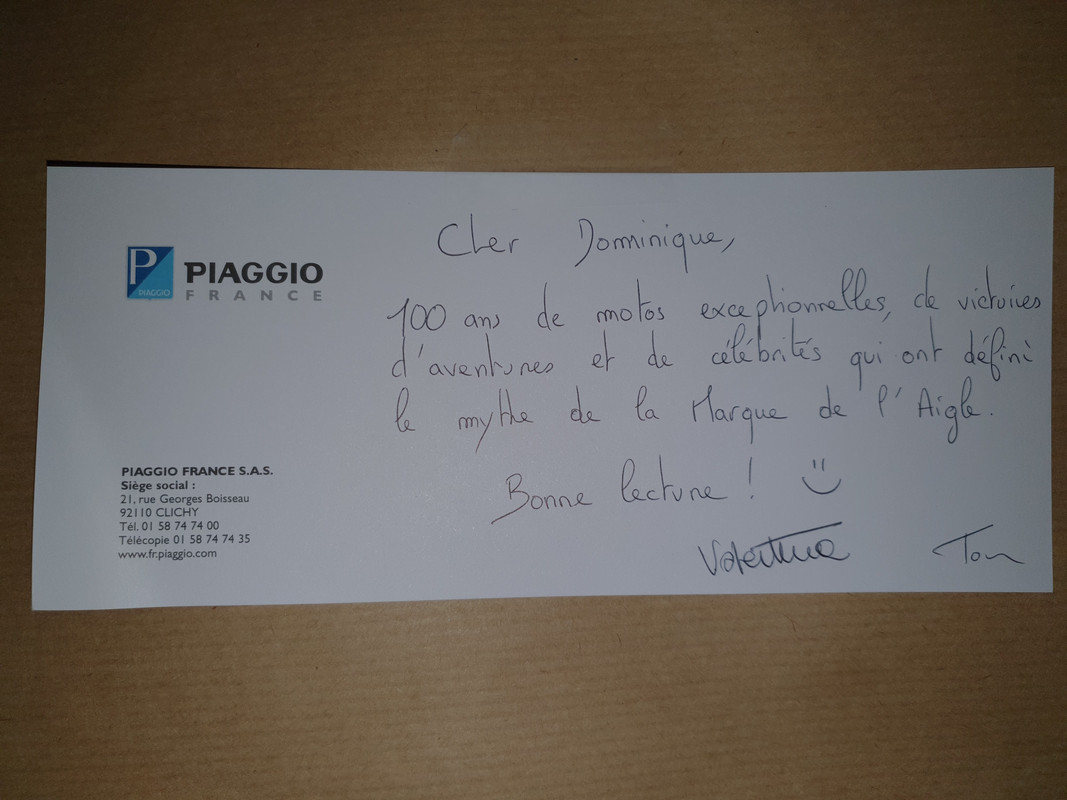 P
PIAGGIO
PIAGGIO
FRANCE
Cher Dominique,
100 ans de motos exceptionnelles, de victoires
d'aventures et de célébrités qui ont défini
le mythe de la Marque de l'Aigle.
Bonne lecture !
Valentina Tom
PIAGGIO FRANCE S.A.S.
Siège social :
21, rue Georges Boisseau
92110 CLICHY
Tél. 01 58 74 74 00
Télécopie 01 58 74 74 35
www.fr.piaggio.com